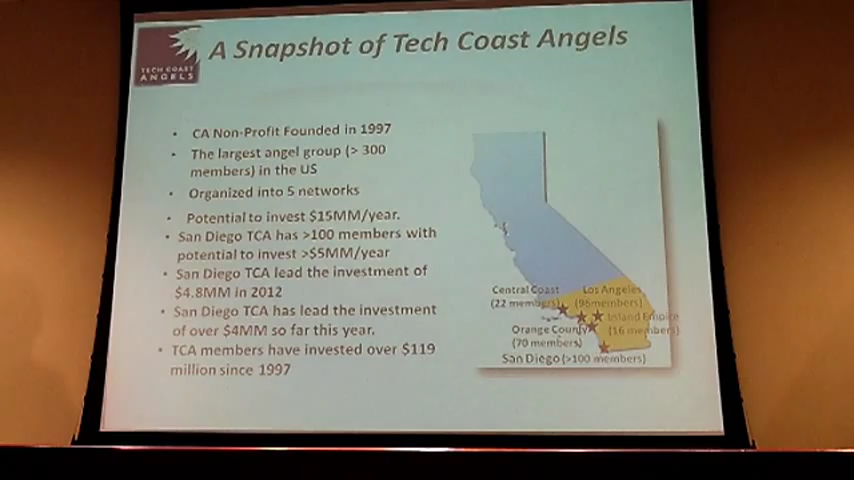 A Snapshot of Tech Coast Angels
TECH COAST
ANGELS
• CA Non-Profit Founded in 1997
• The largest angel group (> 300
members) in the US
• Organized into 5 networks
• Potential to invest $15MM/year.
• San Diego TCA has >100 members with
potential to invest >$5MM/year
• San Diego TCA lead the investment of
$4.8MM in 2012
• San Diego TCA has lead the investment
of over $4MM so far this year.
• TCA members have invested over $119
million since 1997
Central Coast
(22 members)
Los Angeles
(96members)
Inland Empire
(16 members)
Orange County
(70 members)
San Diego (>100 members)